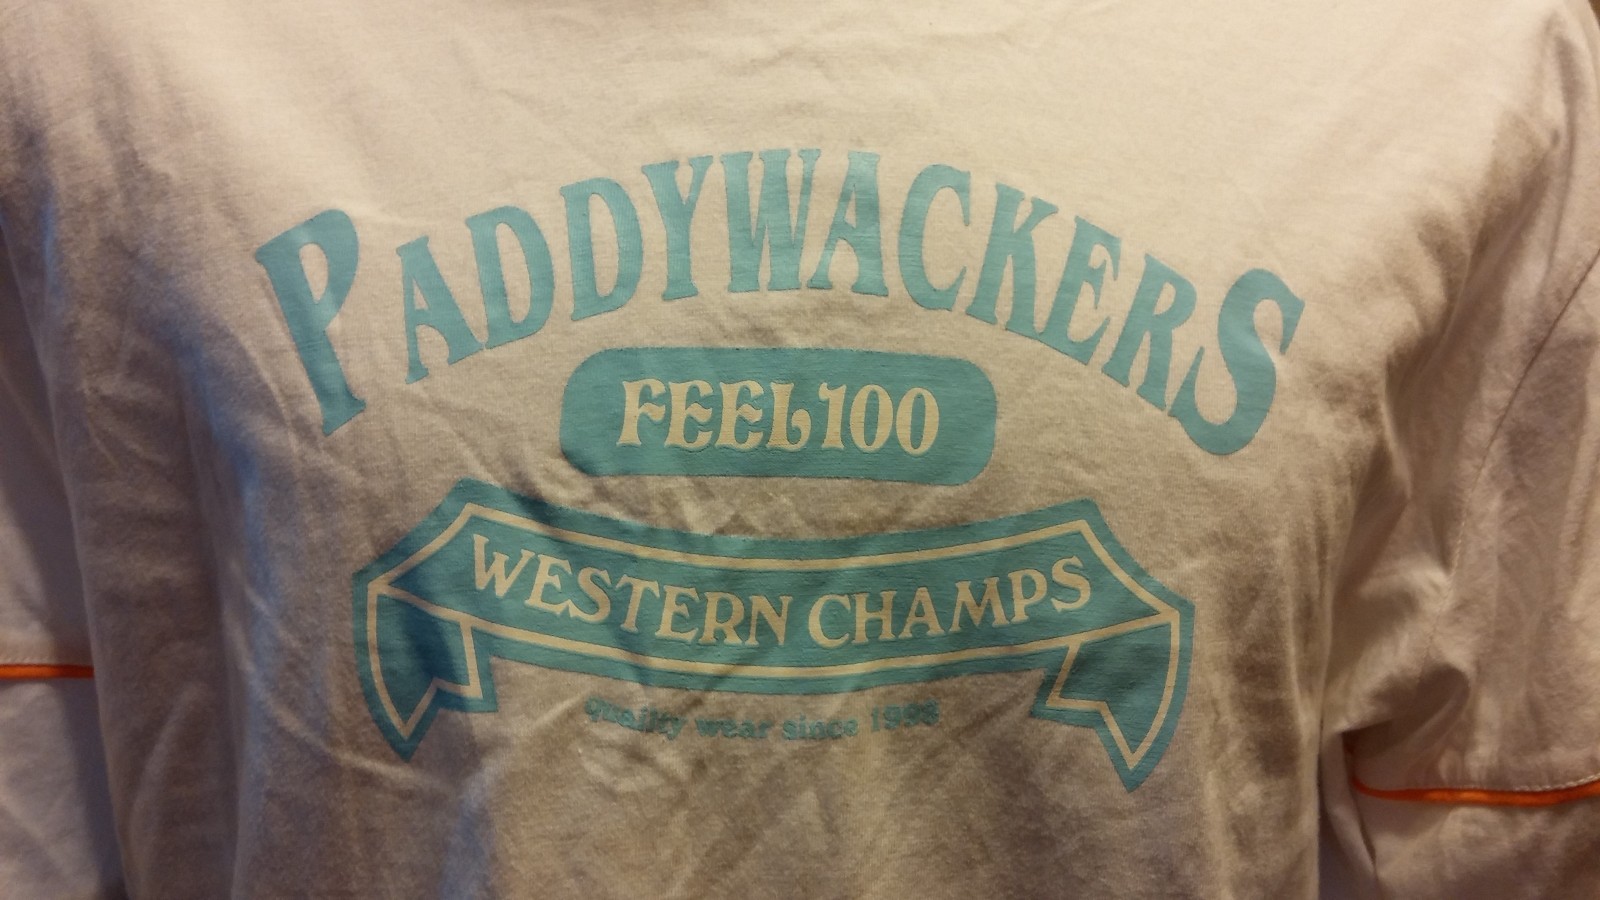 PADDYWACKERS
FEEL100
WESTERN CHAMPS
quality wear since